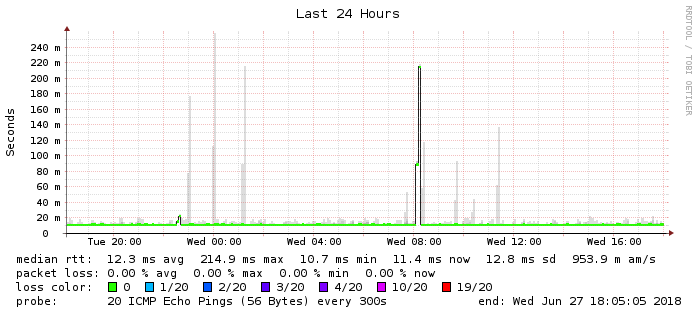 Last 24 Hours
RRDTOOL / TOBI OETIKER
Seconds
240 m
220 m
200 m
180 m
160 m
140 m
120 m
100 m
80 m
60 m
40 m
20 m
0
Tue 20:00 Wed 00:00 Wed 04:00 Wed 08:00 Wed 12:00 Wed 16:00
median rtt: 12.3 ms avg 214.9 ms max 10.7 ms min 11.4 ms now 12.8 ms sd 953.9 m am/s
packet loss: 0.00 % avg 0.00 % max 0.00 % min 0.00 % now
loss color: 0 1/20 2/20 3/20 4/20 10/20 19/20
probe: 20 ICMP Echo Pings (56 Bytes) every 300s end: Wed Jun 27 18:05:05 2018